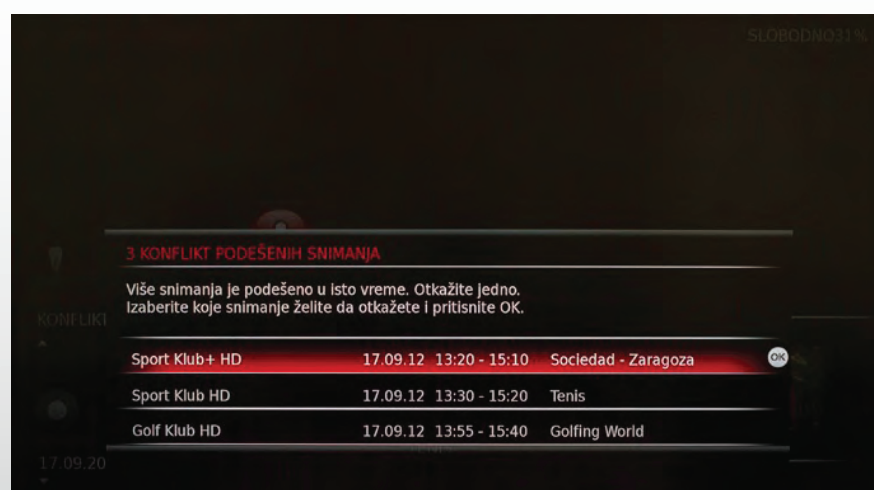 SLOBODNO31%
3 KONFLIKT PODEŠENIH SNIMANJA
Više snimanja je podešeno u isto vreme. Otkažite jedno.
Izaberite koje snimanje želite da otkažete i pritisnite OK.
KONFLIKT
Sport Klub+ HD 17.09.12 13:20 - 15:10 Sociedad - Zaragoza OK
Sport Klub HD 17.09.12 13:30 - 15:20 Tenis
Golf Klub HD 17.09.12 13:55 - 15:40 Golfing World
17.09.20